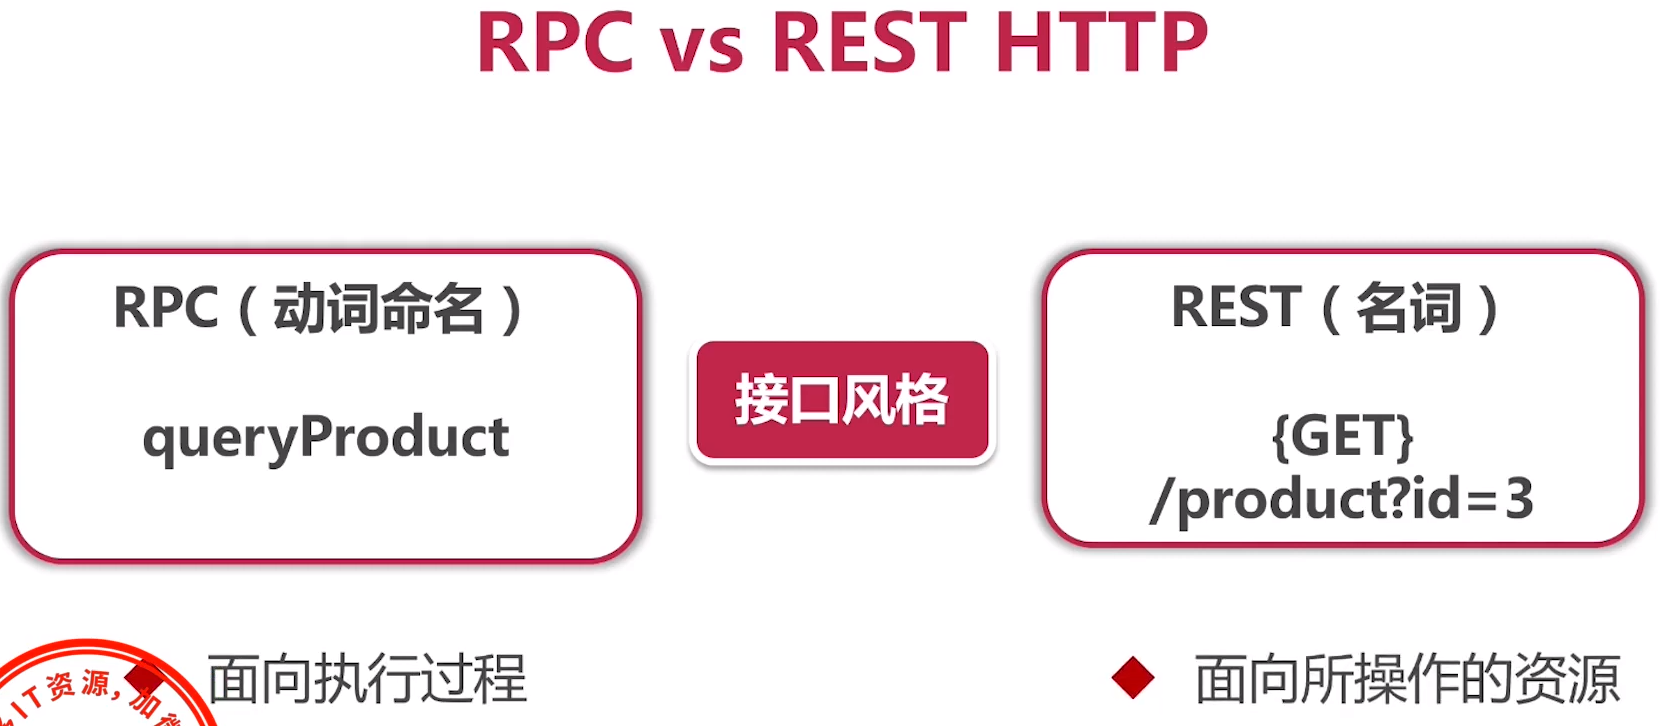 RPC vs REST HTTP
RPC（动词命名）
queryProduct
接口风格
REST（名词）
{GET}
/product?id=3
面向执行过程
面向所操作的资源
IT资源,加微